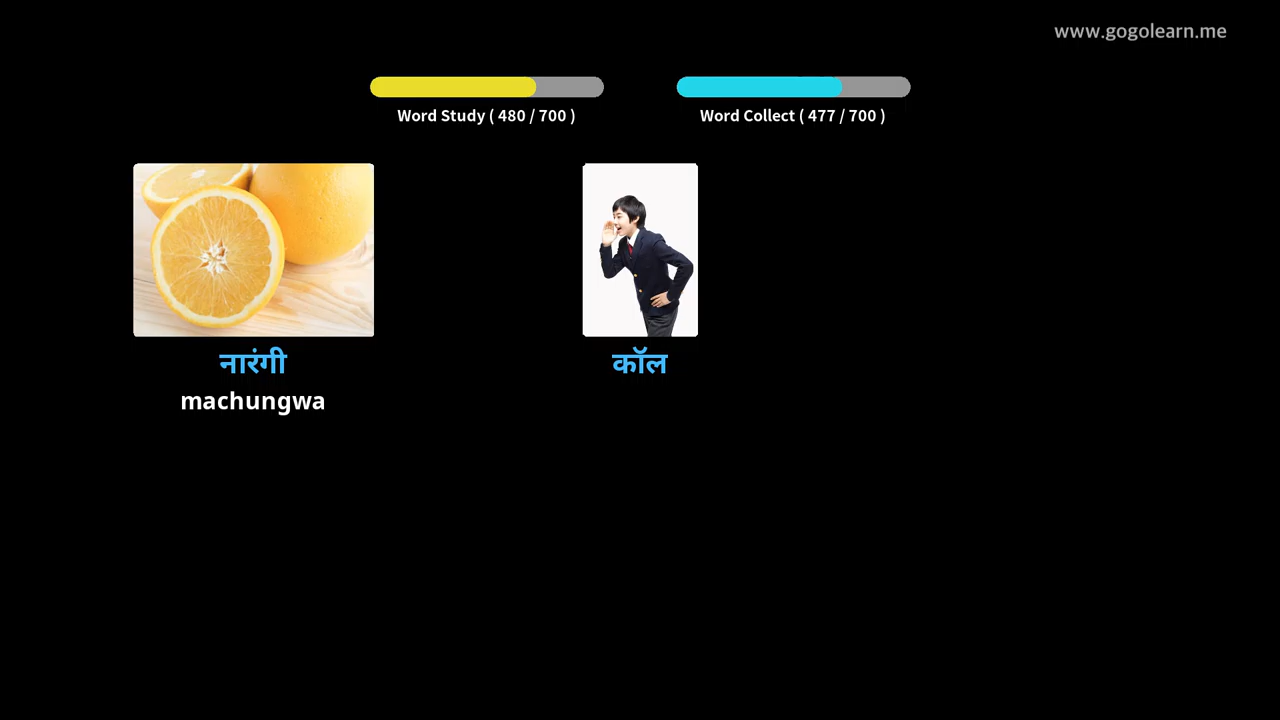 www.gogolearn.me
Word Study ( 480 / 700 )
Word Collect ( 477 / 700 )
नारंगी
machungwa
कॉल